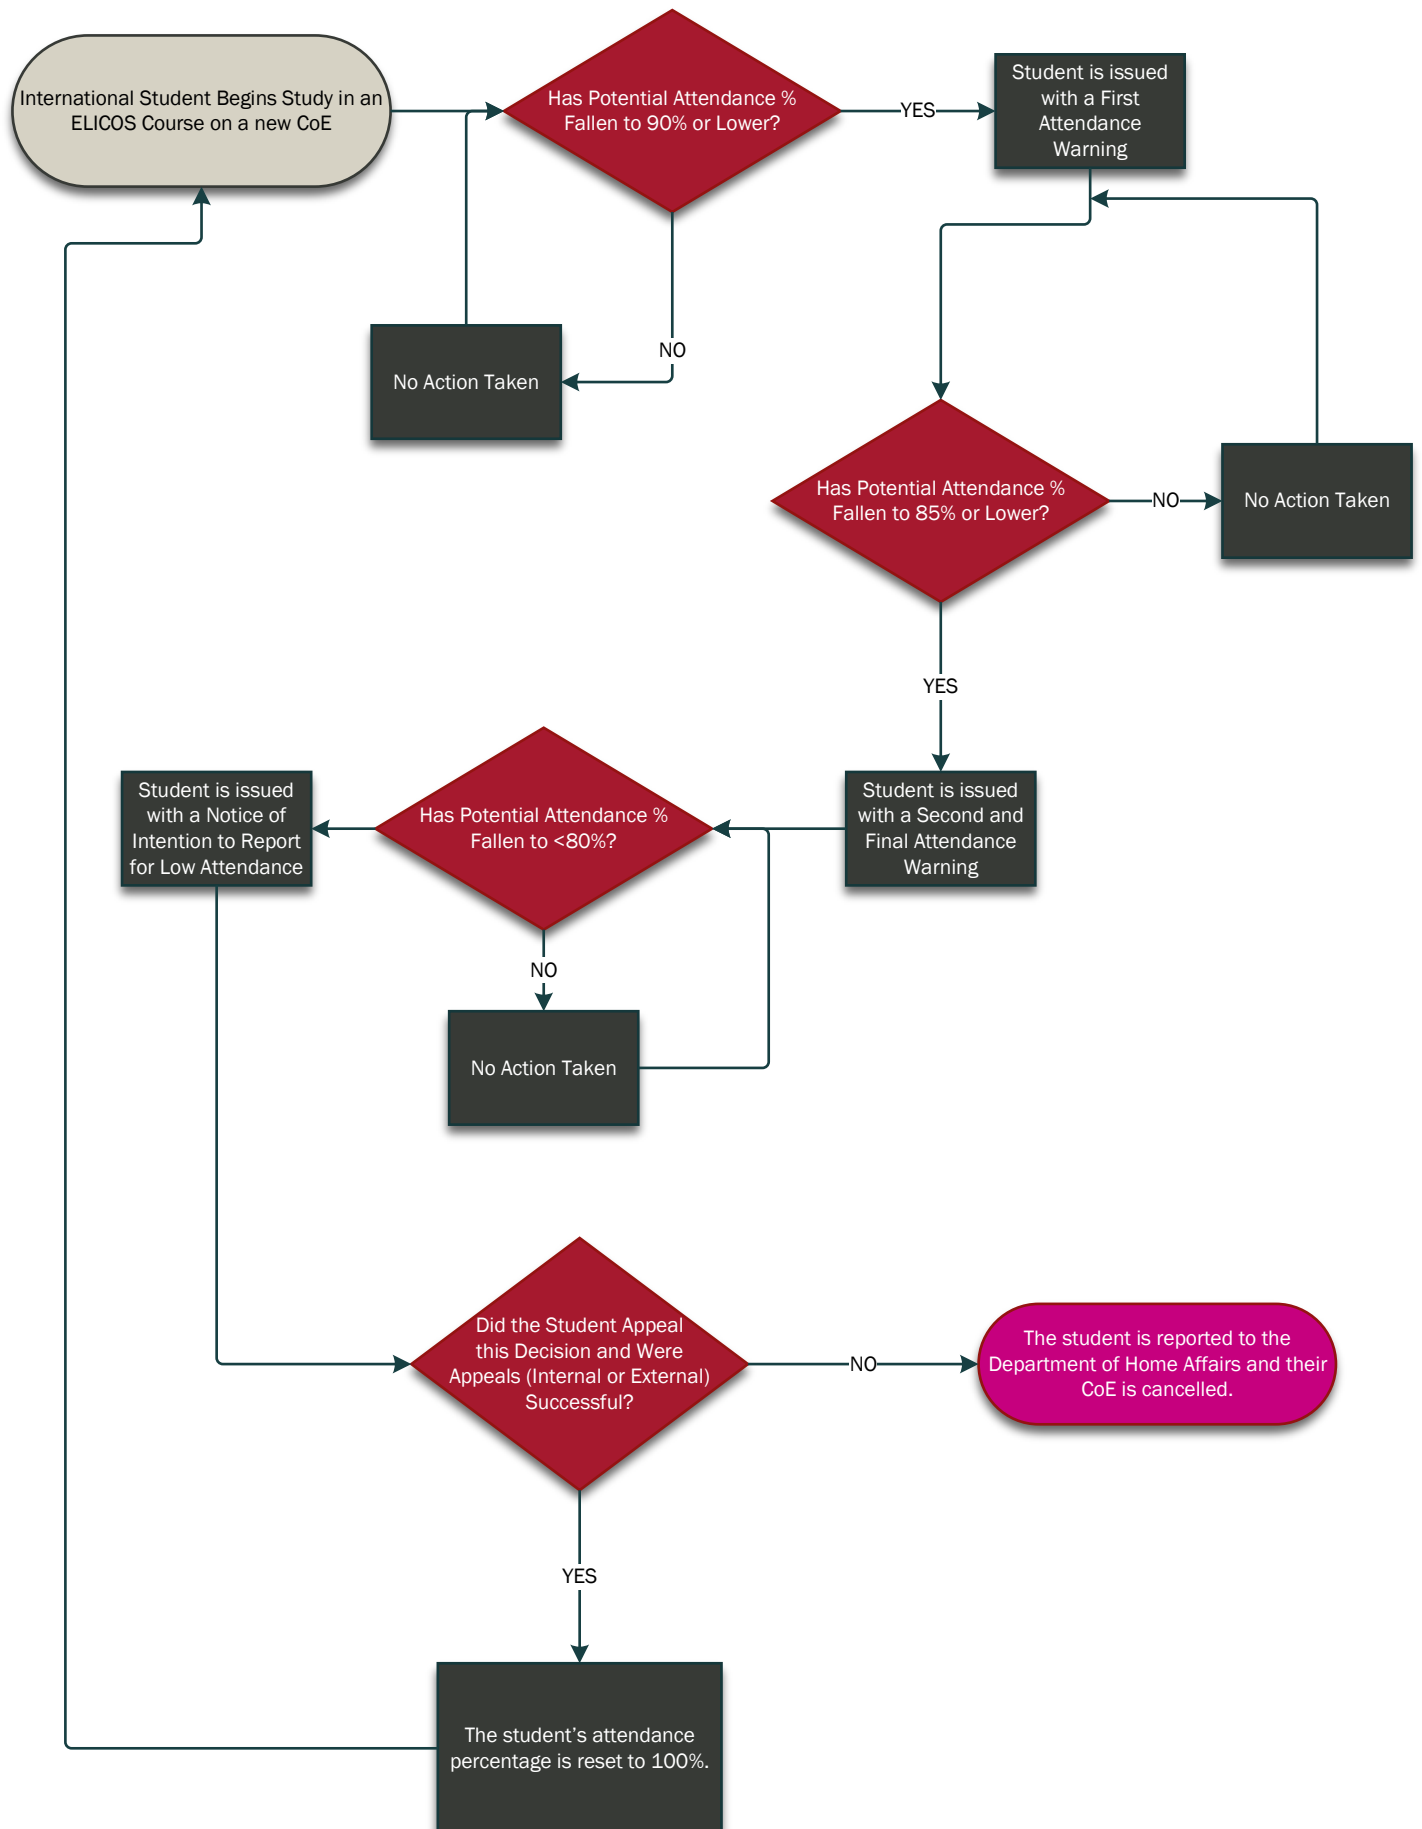 International Student Begins Study in an
ELICOS Course on a new CoE
Has Potential Attendance %
Fallen to 90% or Lower?
YES
Student is issued
with a First
Attendance
Warning
NO
No Action Taken
Has Potential Attendance %
Fallen to 85% or Lower?
NO
No Action Taken
YES
Student is issued
with a Second and
Final Attendance
Warning
Has Potential Attendance %
Fallen to <80%?
Student is issued
with a Notice of
Intention to Report
for Low Attendance
NO
No Action Taken
Did the Student Appeal
this Decision and Were
Appeals (Internal or External)
Successful?
NO
The student is reported to the
Department of Home Affairs and their
CoE is cancelled.
YES
The student’s attendance
percentage is reset to 100%.